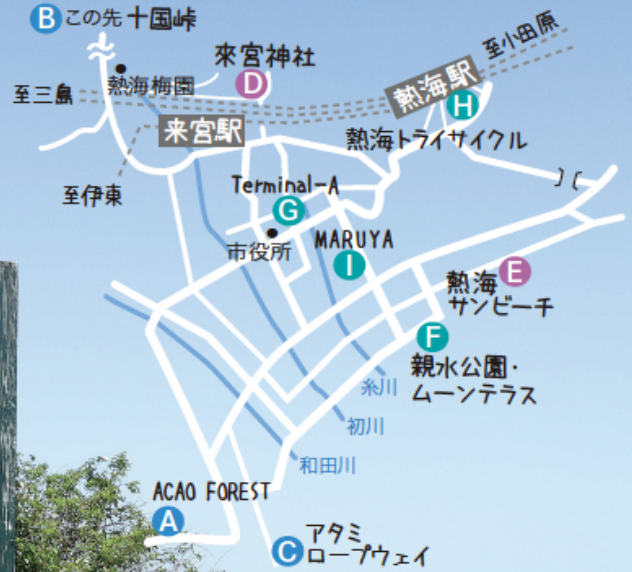 B この先 十国峠
來宮神社
D
至小田原
熱海梅園
至三島
熱海駅
H
来宮駅
熱海トライサイクル
至伊東
Terminal-A
G
市役所
MARUYA
I
熱海
サンビーチ
E
F
親水公園・
ムーンテラス
糸川
初川
和田川
ACAO FOREST
A
C
アタミ
ロープウェイ